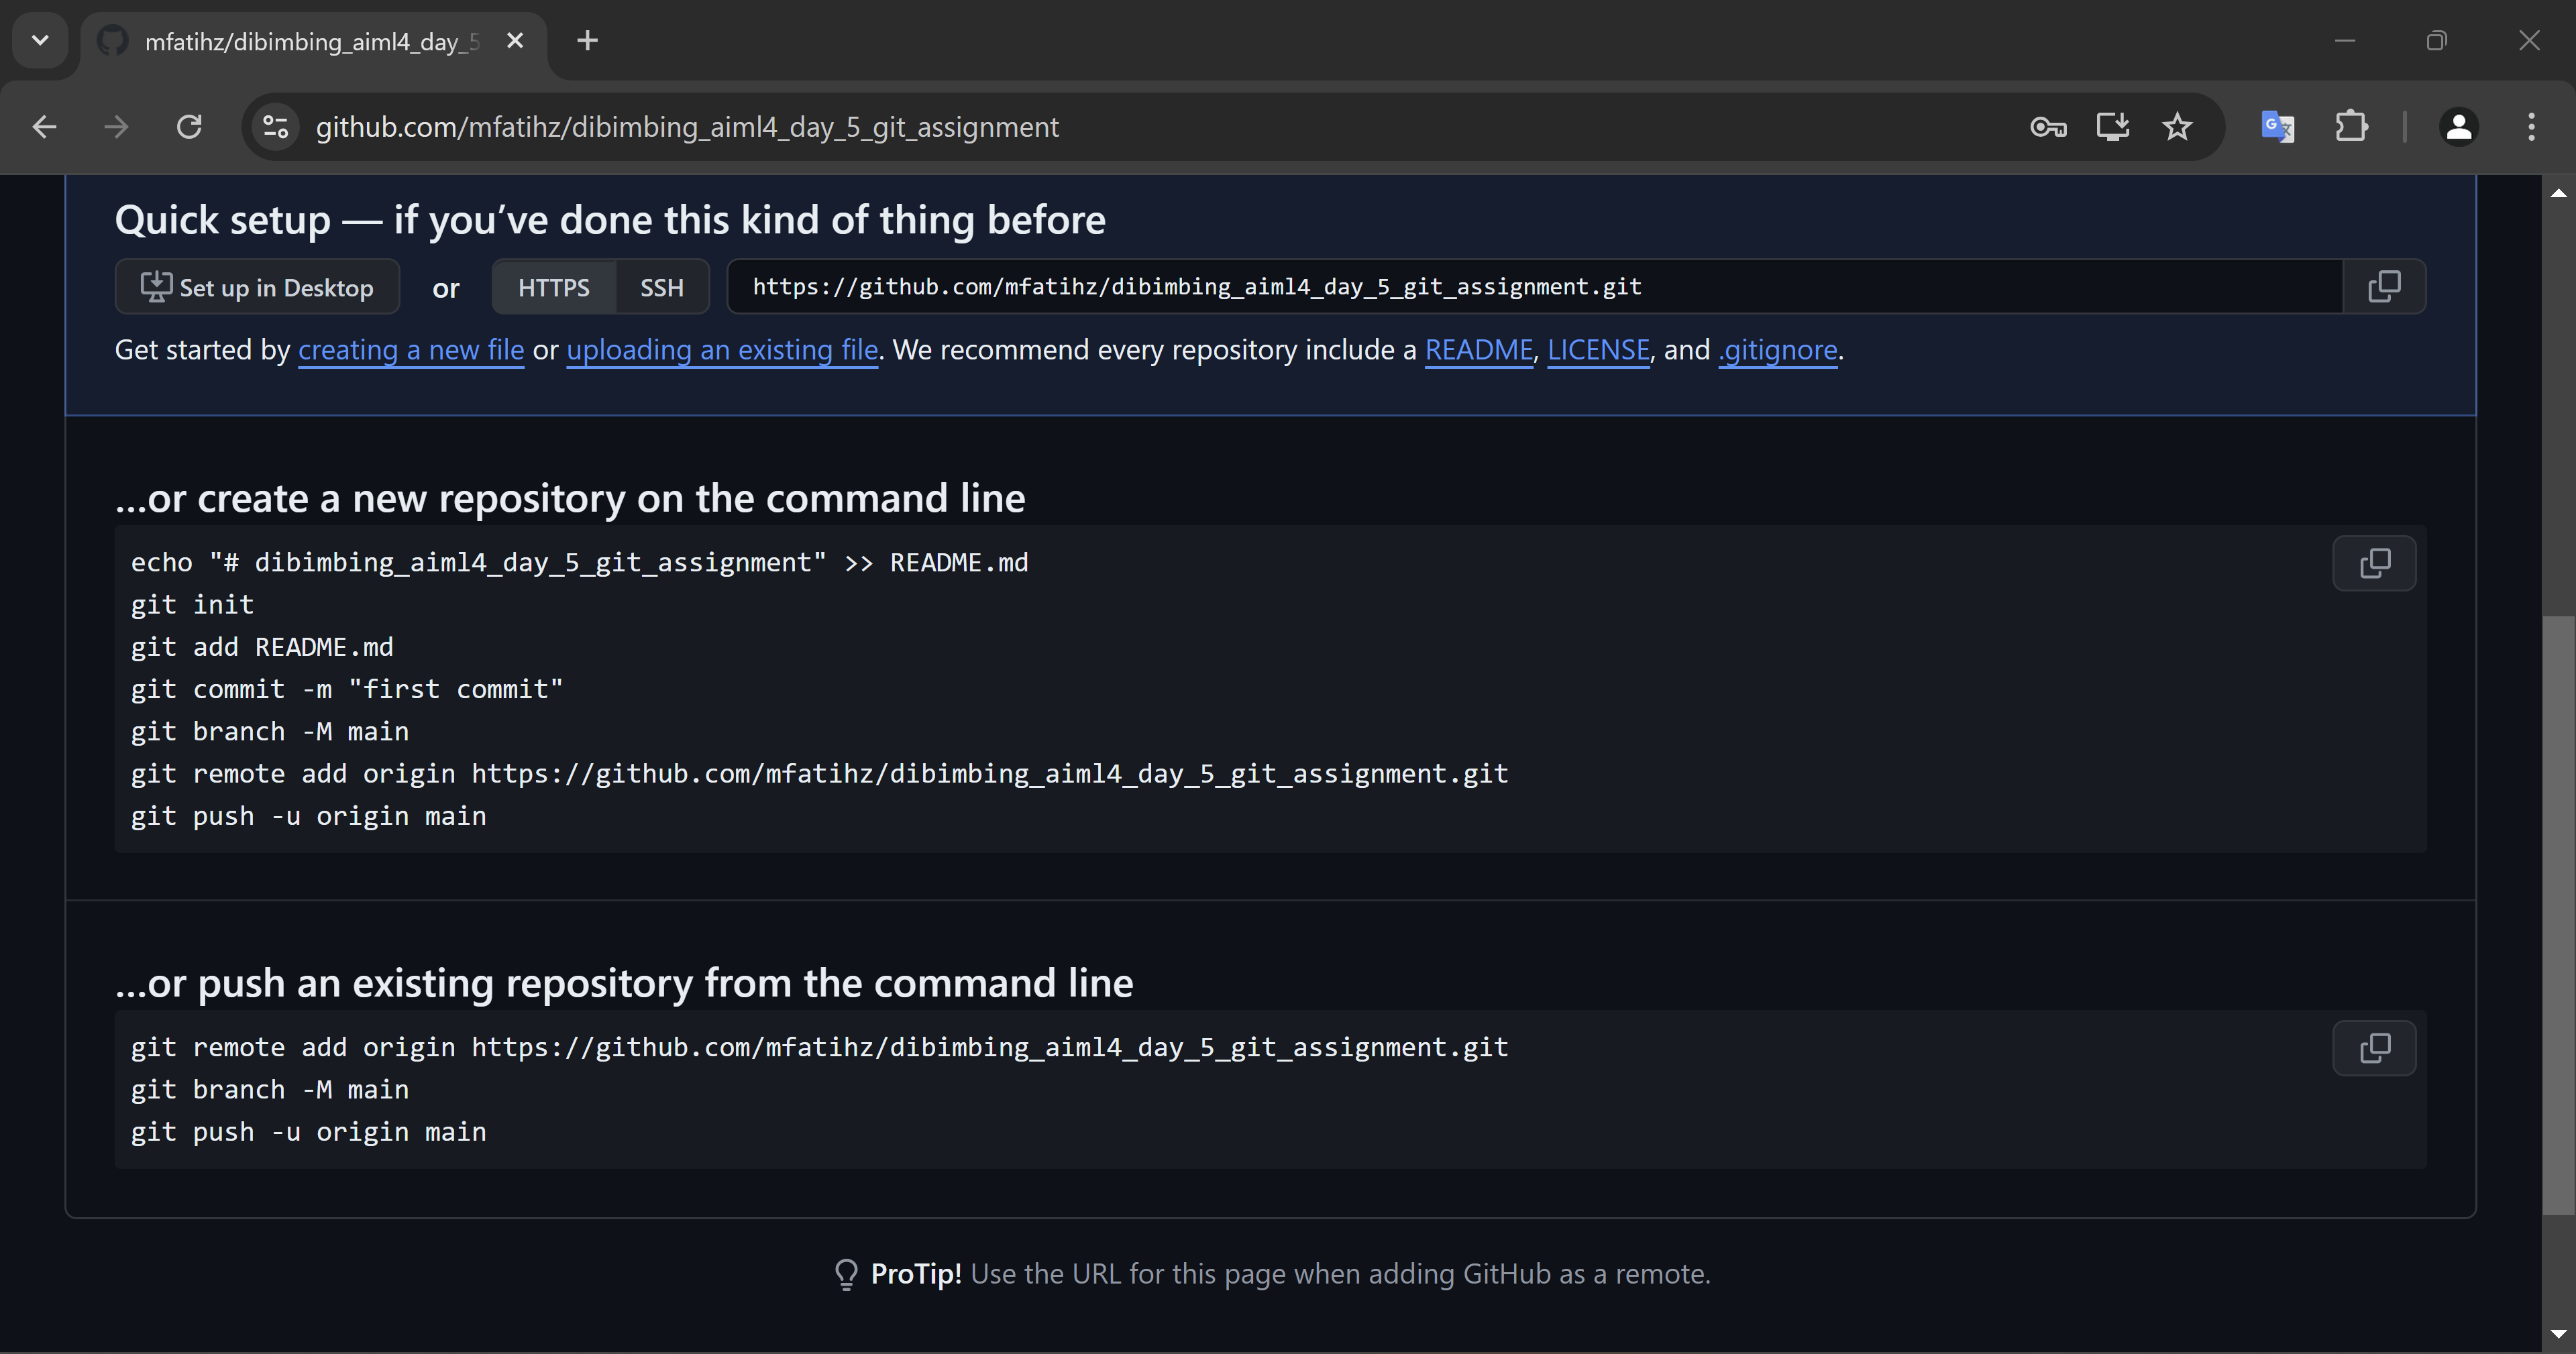 mfatihz/dibimbing_aiml4_day_5
github.com/mfatihz/dibimbing_aiml4_day_5_git_assignment
Quick setup — if you’ve done this kind of thing before
Set up in Desktop or HTTPS SSH https://github.com/mfatihz/dibimbing_aiml4_day_5_git_assignment.git
Get started by creating a new file or uploading an existing file. We recommend every repository include a README, LICENSE, and .gitignore.
…or create a new repository on the command line
echo "# dibimbing_aiml4_day_5_git_assignment" >> README.md
git init
git add README.md
git commit -m "first commit"
git branch -M main
git remote add origin https://github.com/mfatihz/dibimbing_aiml4_day_5_git_assignment.git
git push -u origin main
…or push an existing repository from the command line
git remote add origin https://github.com/mfatihz/dibimbing_aiml4_day_5_git_assignment.git
git branch -M main
git push -u origin main
ProTip! Use the URL for this page when adding GitHub as a remote.